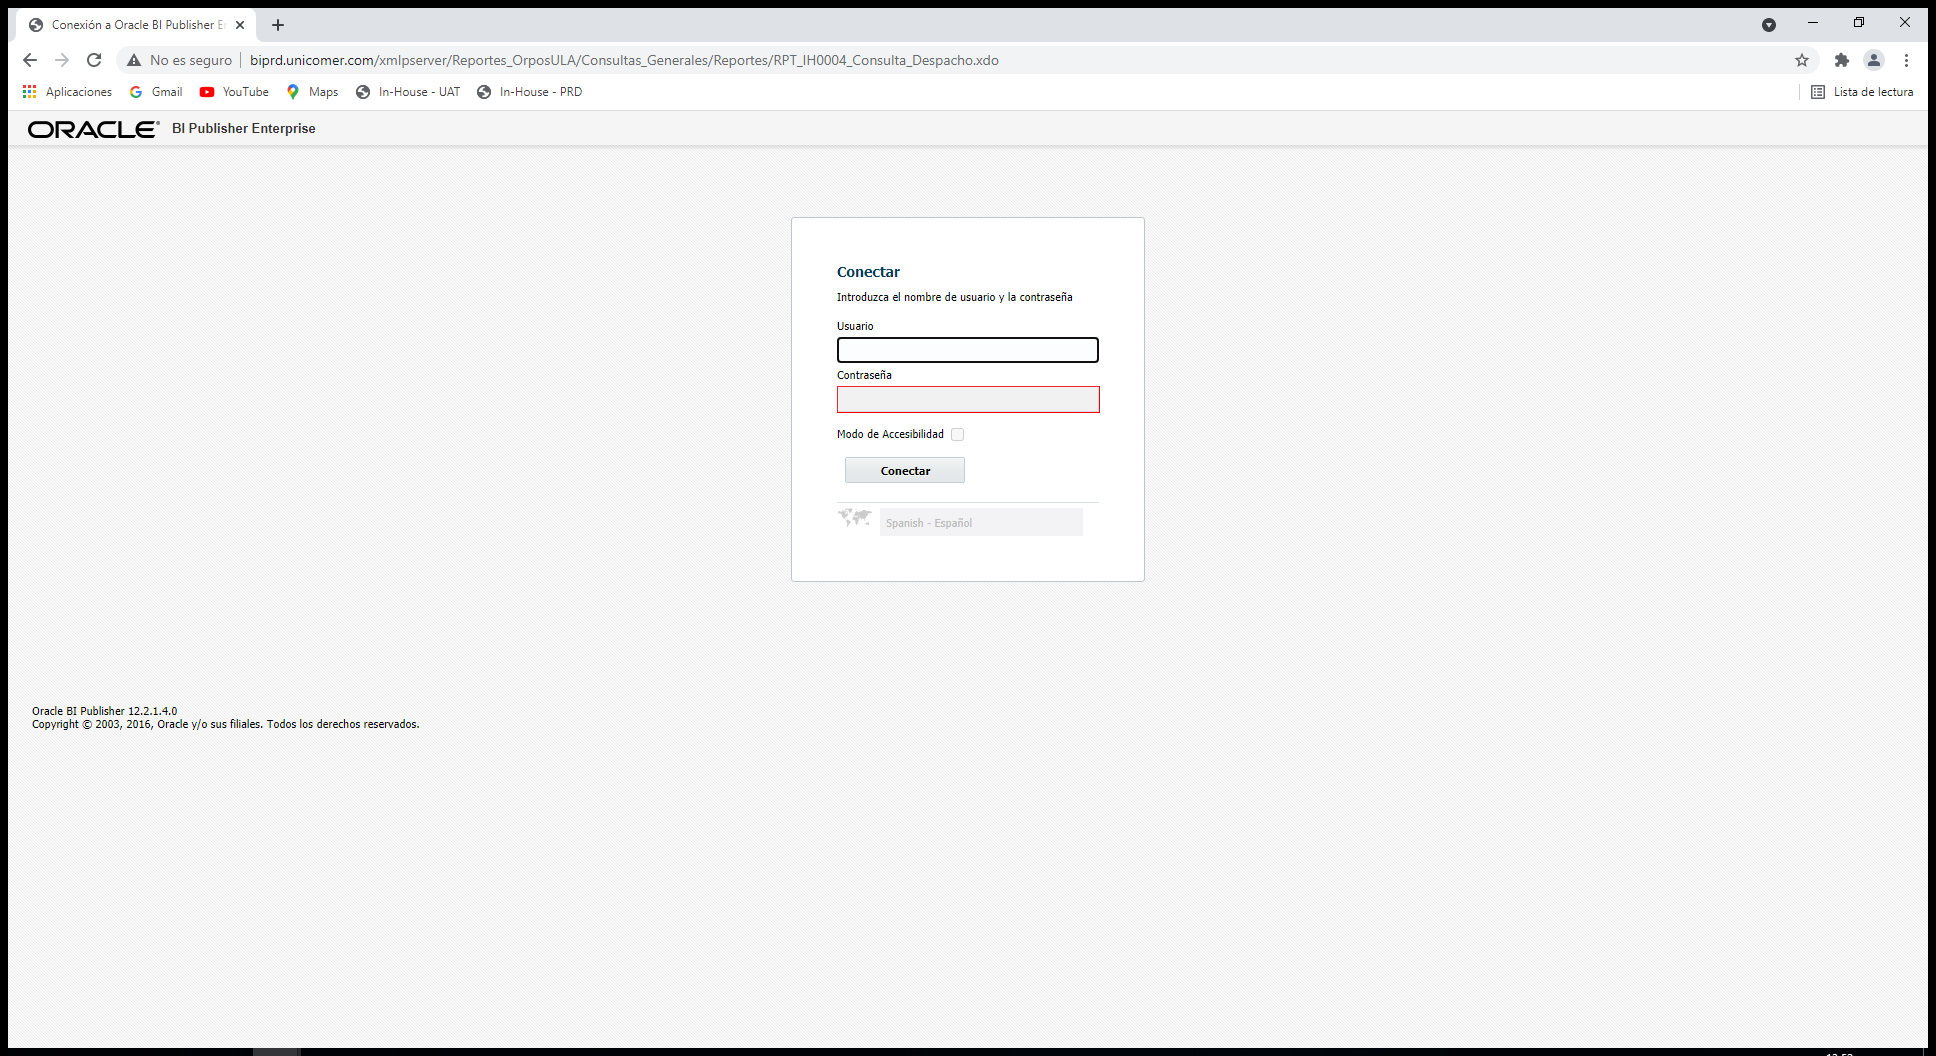 Conexión a Oracle BI Publisher E
No es seguro
biprd.unicomer.com/xmlpserver/Reportes_OrposULA/Consultas_Generales/Reportes/RPT_IH0004_Consulta_Despacho.xdo
Aplicaciones Gmail YouTube Maps In-House - UAT In-House - PRD Lista de lectura
ORACLE BI Publisher Enterprise
Conectar
Introduzca el nombre de usuario y la contraseña
Usuario
Contraseña
Modo de Accesibilidad
Conectar
Spanish - Español
Oracle BI Publisher 12.2.1.4.0
Copyright © 2003, 2016, Oracle y/o sus filiales. Todos los derechos reservados.